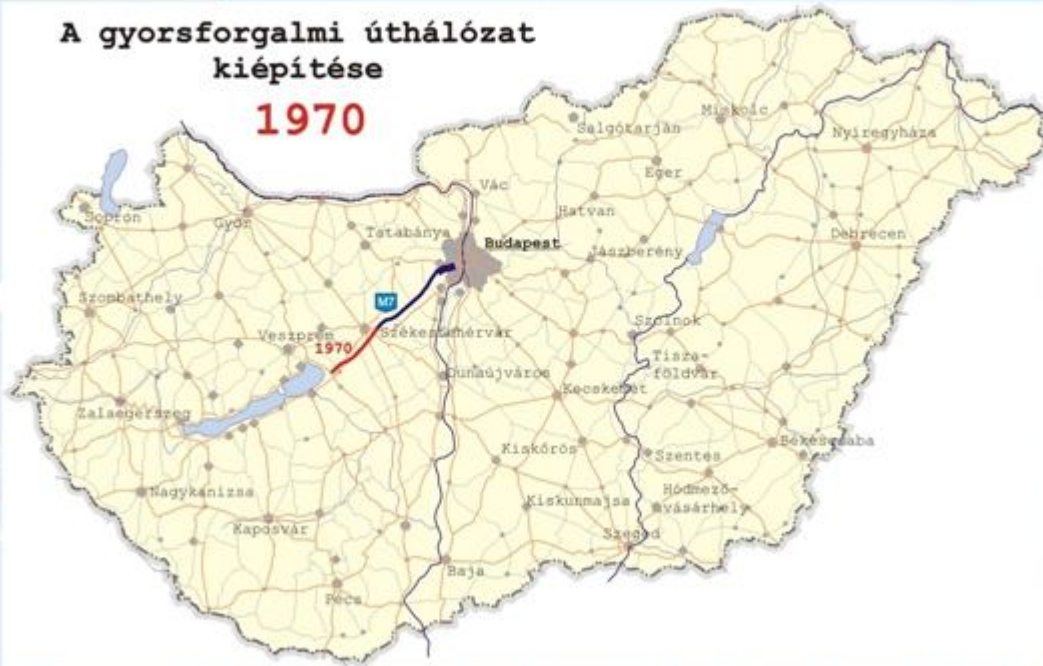 A gyorsforgalmi úthálózat
kiépítése
1970
Salgótarján
Miskolc
Nyíregyháza
Eger
Vác
Hatvan
Sopron
Győr
Tatabánya
Budapest
Jászberény
Debrecen
Szombathely
M7
Veszprém
Székesfehérvár
Szolnok
1970
Tisza-
földvár
Dunaújváros
Kecskemét
Zalaegerszeg
Békéscsaba
Kiskőrös
Szentes
Nagykanizsa
Kiskunmajsa
Hódmező-
vásárhely
Kaposvár
Szeged
Baja
Pécs